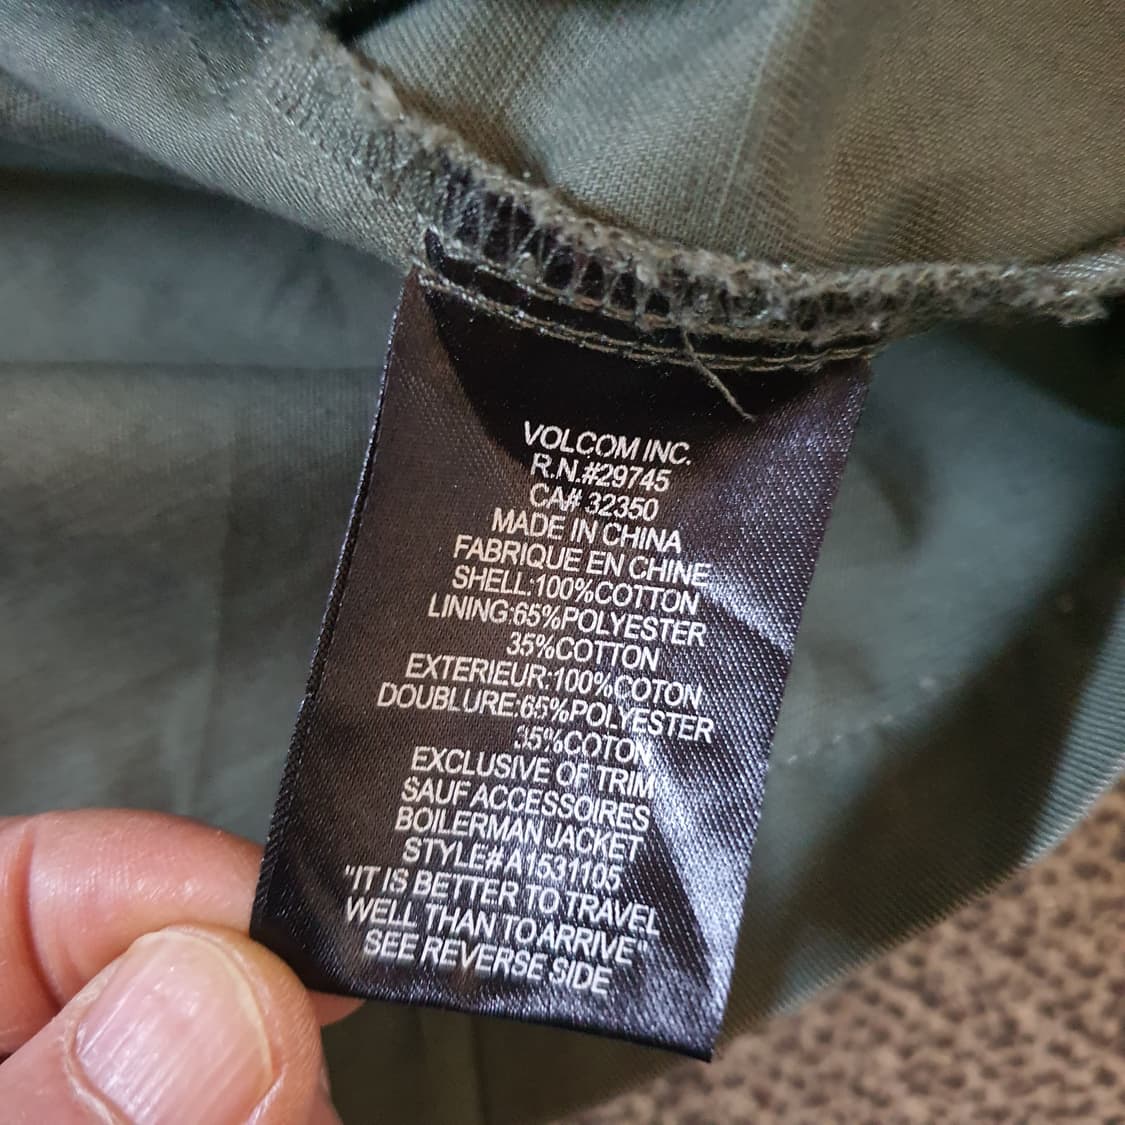 VOLCOM INC.
R.N.#29745
CA# 32350
MADE IN CHINA
FABRIQUE EN CHINE
SHELL:100%COTTON
LINING:65%POLYESTER
35%COTTON
EXTERIEUR:100%COTON
DOUBLURE:65%POLYESTER
35%COTON
EXCLUSIVE OF TRIM
SAUF ACCESSOIRES
BOILERMAN JACKET
STYLE#A1531105
"IT IS BETTER TO TRAVEL
WELL THAN TO ARRIVE"
SEE REVERSE SIDE